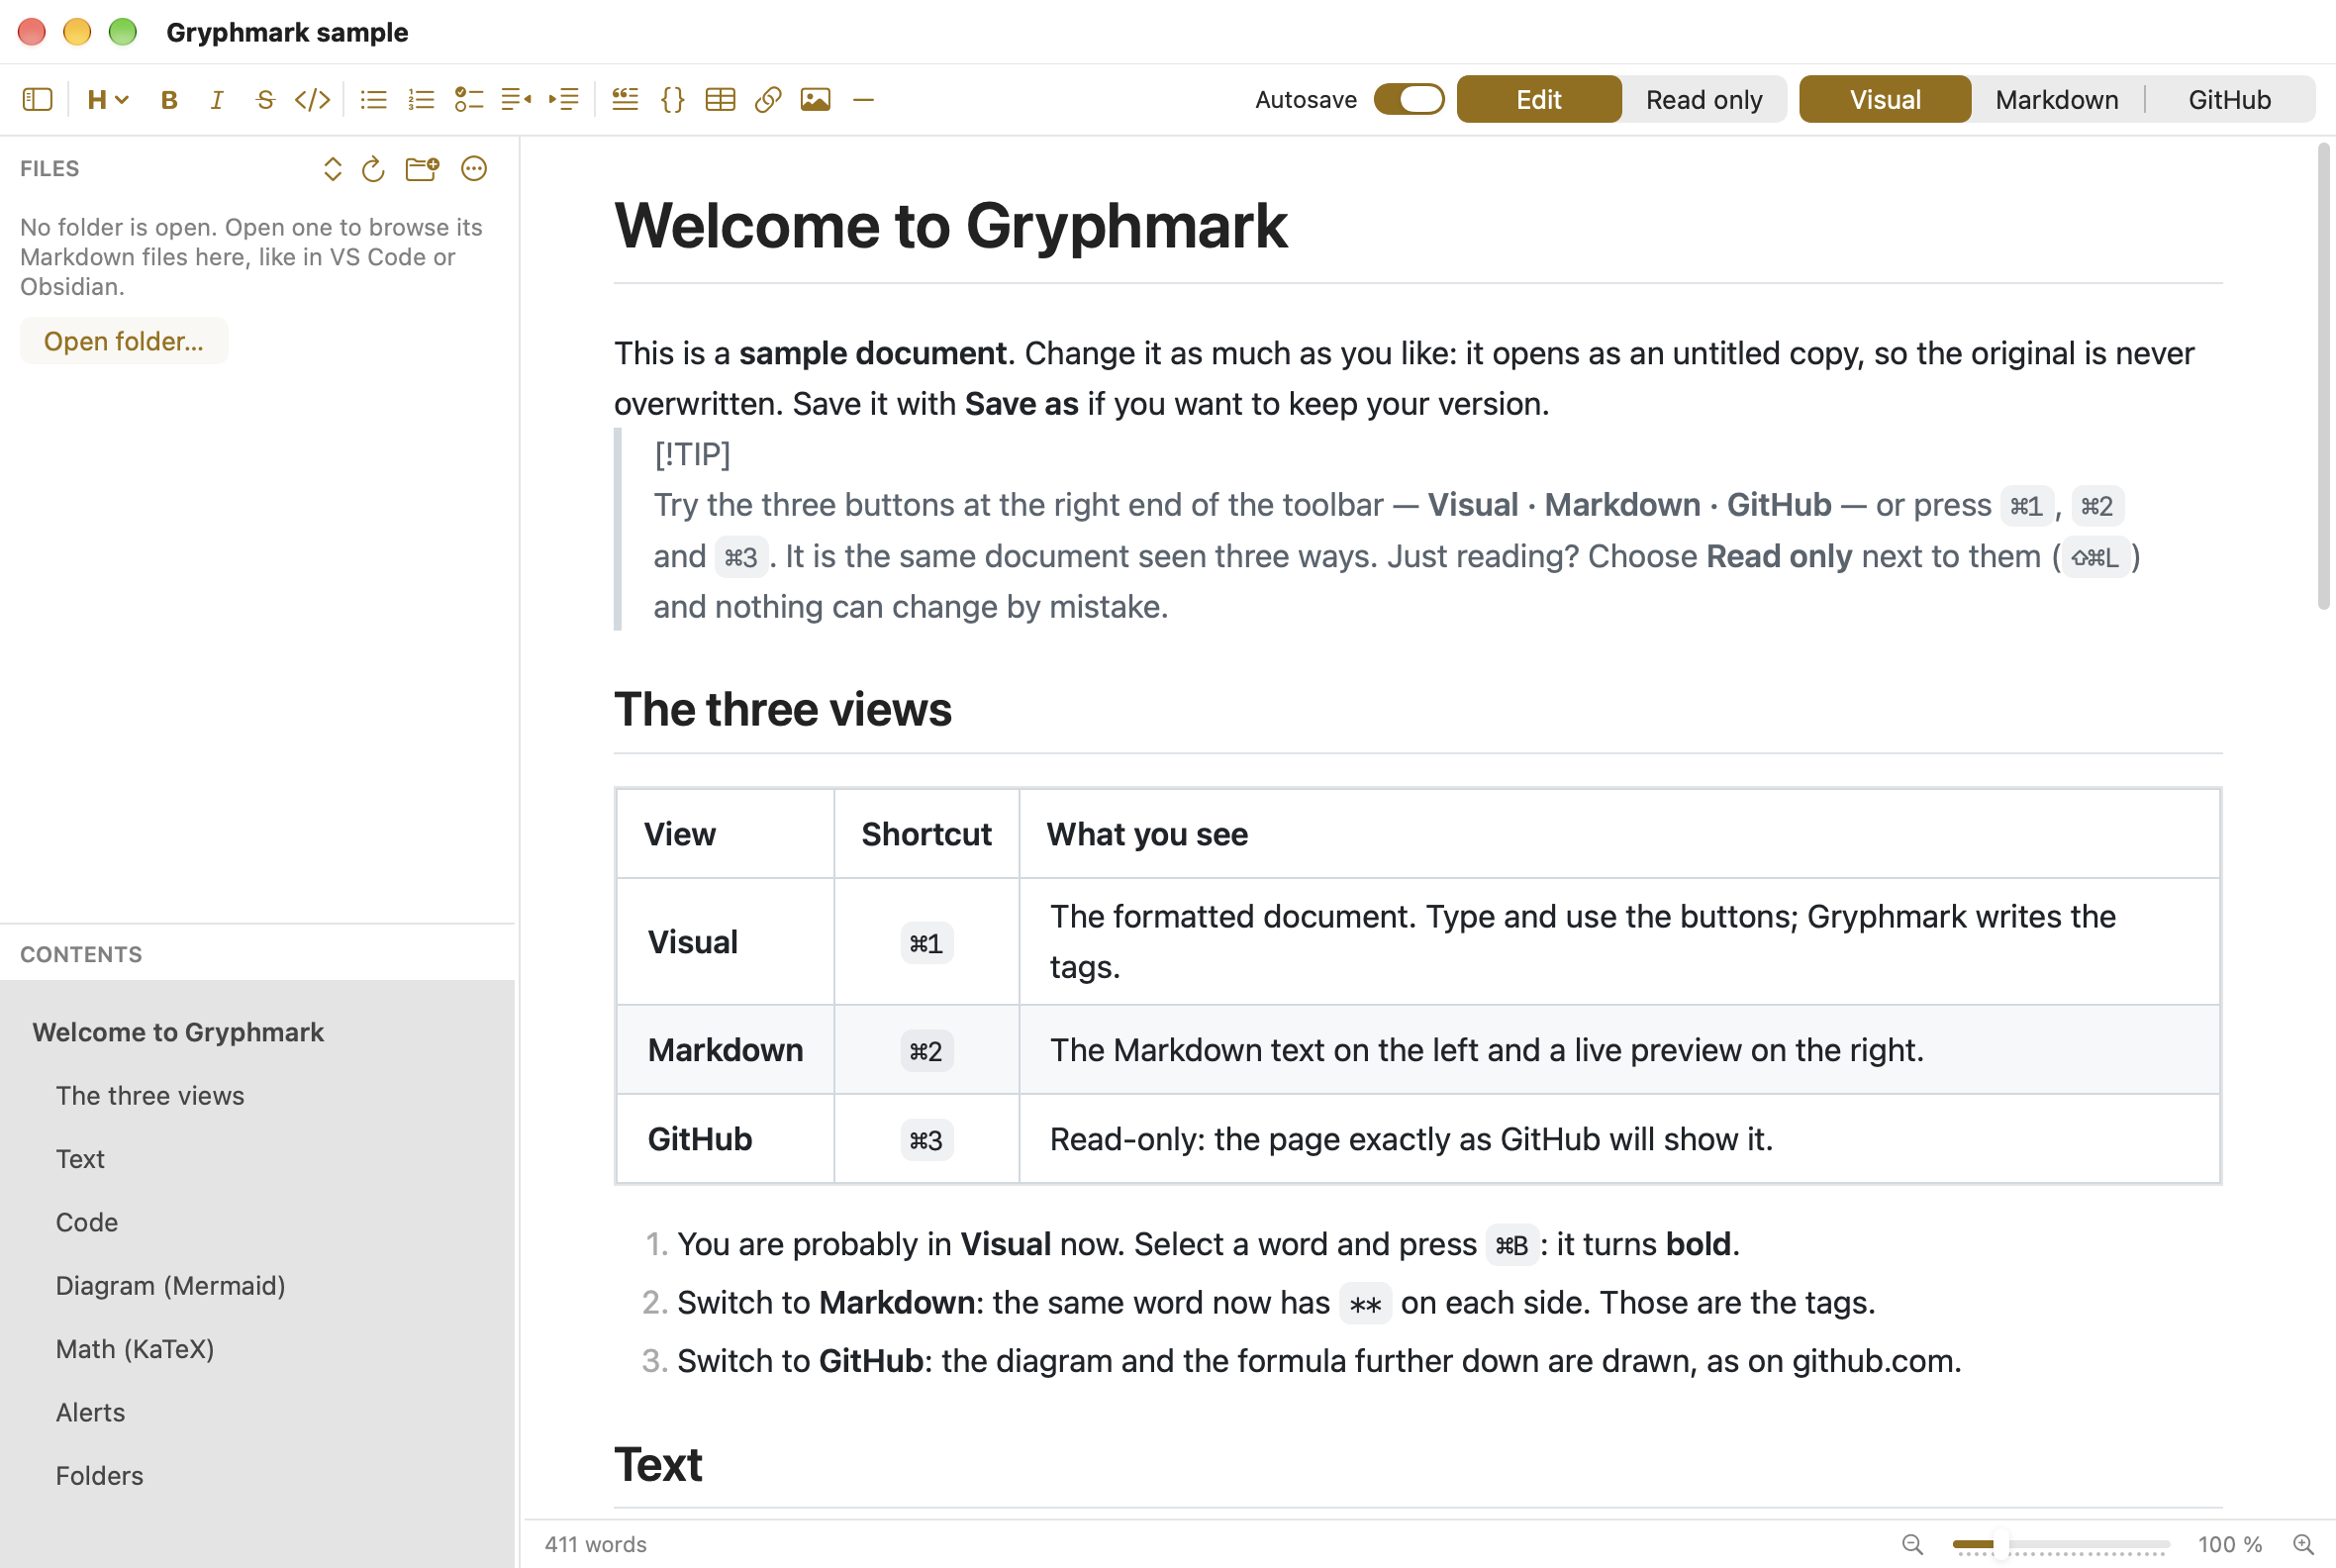 Gryphmark sample
H B I S </>
Autosave Edit Read only Visual Markdown GitHub
FILES
No folder is open. Open one to browse its
Markdown files here, like in VS Code or
Obsidian.
Open folder...
CONTENTS
Welcome to Gryphmark
The three views
Text
Code
Diagram (Mermaid)
Math (KaTeX)
Alerts
Folders
Welcome to Gryphmark
This is a sample document. Change it as much as you like: it opens as an untitled copy, so the original is never
overwritten. Save it with Save as if you want to keep your version.
[!TIP]
Try the three buttons at the right end of the toolbar — Visual · Markdown · GitHub — or press ⌘1, ⌘2
and ⌘3. It is the same document seen three ways. Just reading? Choose Read only next to them (⇧⌘L)
and nothing can change by mistake.
The three views
View Shortcut What you see
Visual ⌘1 The formatted document. Type and use the buttons; Gryphmark writes the
tags.
Markdown ⌘2 The Markdown text on the left and a live preview on the right.
GitHub ⌘3 Read-only: the page exactly as GitHub will show it.
1. You are probably in Visual now. Select a word and press ⌘B: it turns bold.
2. Switch to Markdown: the same word now has ** on each side. Those are the tags.
3. Switch to GitHub: the diagram and the formula further down are drawn, as on github.com.
Text
411 words
100 %